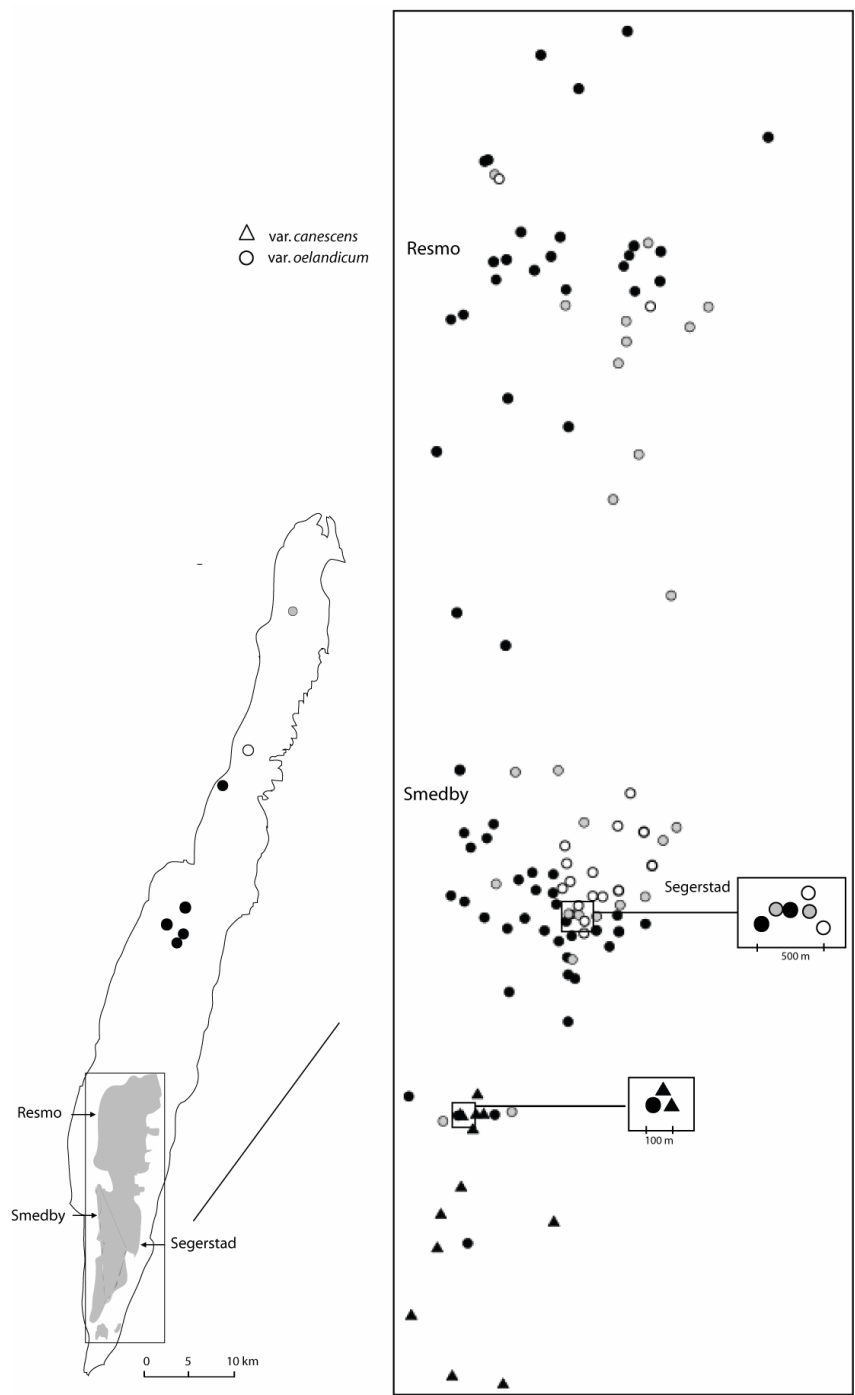 var. canescens
var. oelandicum
Resmo
Smedby
Segerstad
500 m
100 m
Resmo
Smedby
Segerstad
0 5 10 km